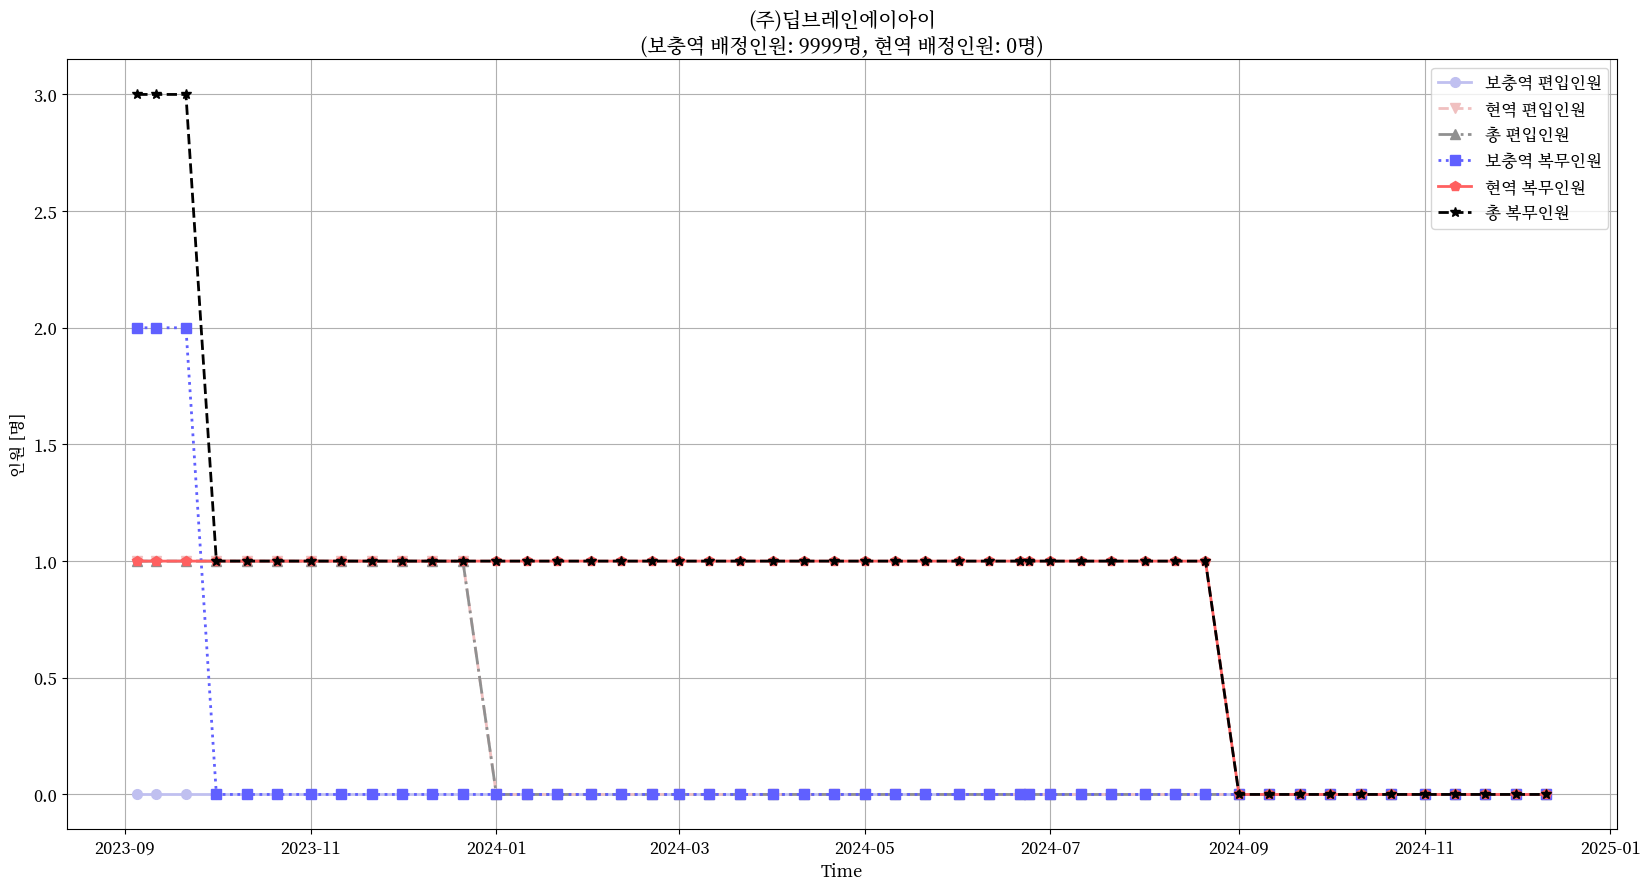 (주)딥브레인에이아이
(보충역 배정인원: 9999명, 현역 배정인원: 0명)
보충역 편입인원
현역 편입인원
총 편입인원
보충역 복무인원
현역 복무인원
총 복무인원
인원 [명]
3.0
2.5
2.0
1.5
1.0
0.5
0.0
2023-09
2023-11
2024-01
2024-03
2024-05
2024-07
2024-09
2024-11
2025-01
Time